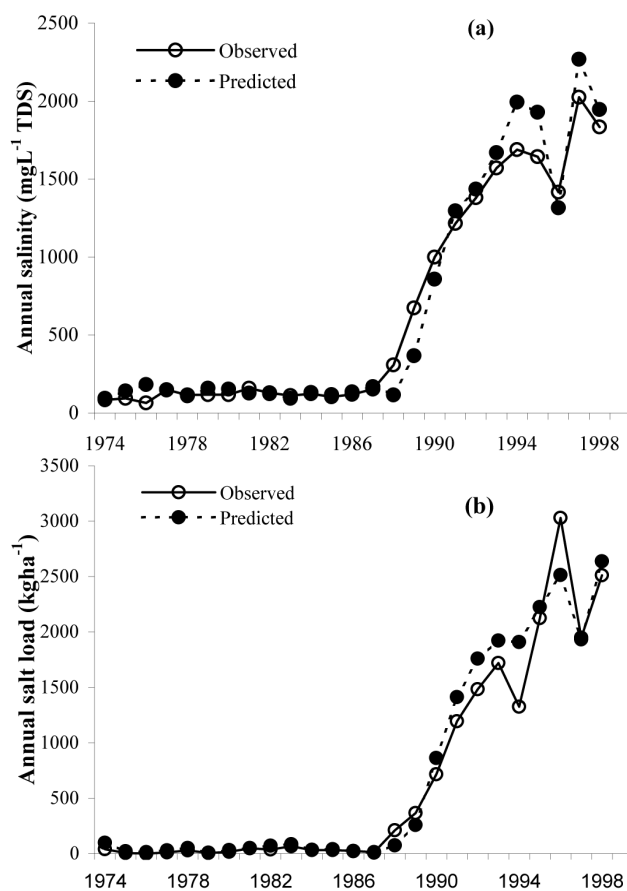 (a)
2500
2000
1500
1000
500
0
Annual salinity (mgL⁻¹ TDS)
Observed
Predicted
1974 1978 1982 1986 1990 1994 1998
(b)
3500
3000
2500
2000
1500
1000
500
0
Annual salt load (kgha⁻¹)
Observed
Predicted
1974 1978 1982 1986 1990 1994 1998